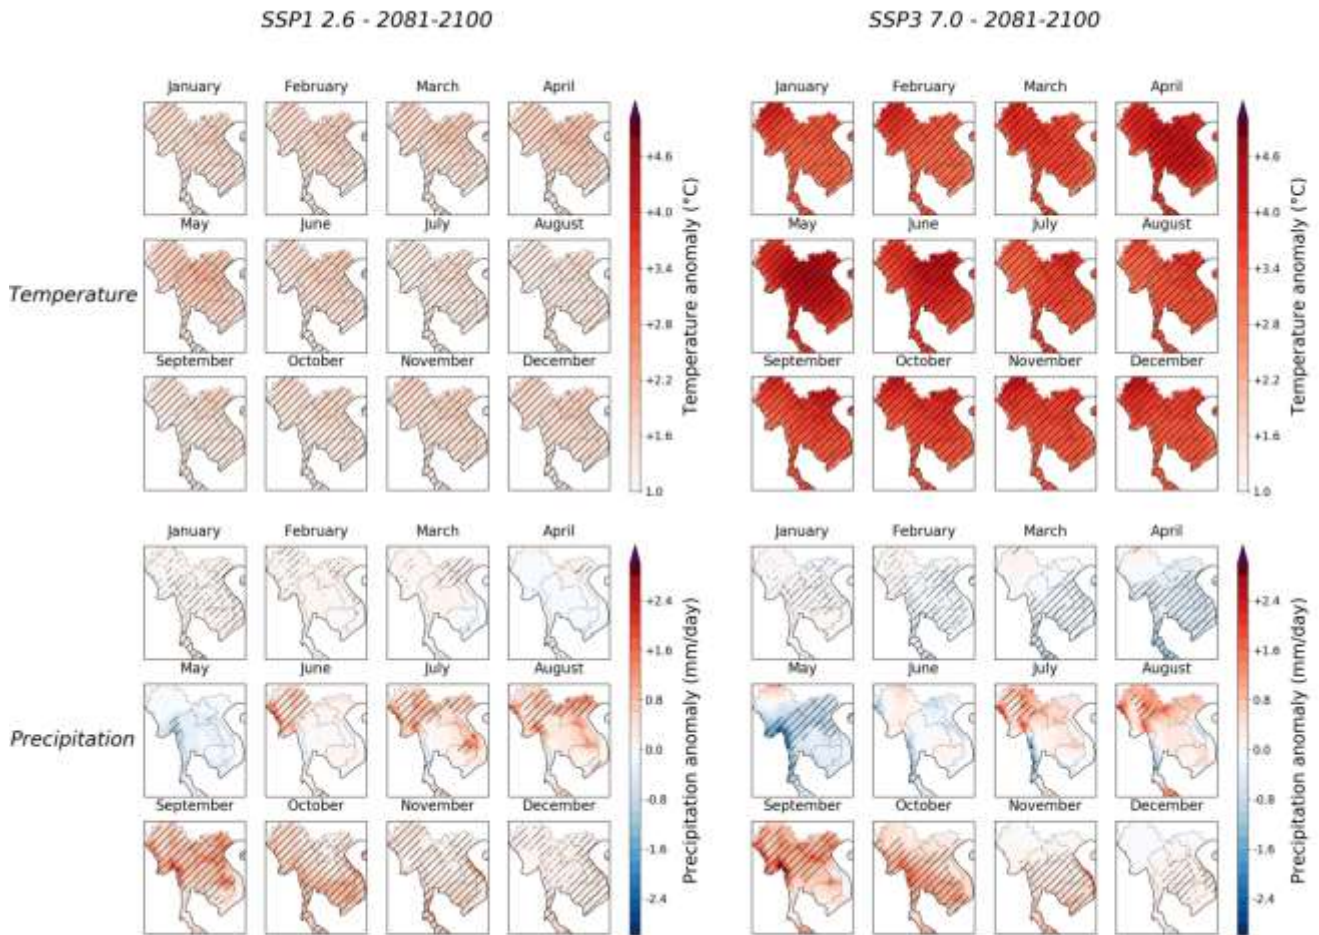 SSP1 2.6 - 2081-2100
SSP3 7.0 - 2081-2100
January February March April
May June July August
September October November December
Temperature
+4.6
+4.0
+3.4
+2.8
+2.2
+1.6
1.0
Temperature anomaly (°C)
January February March April
May June July August
September October November December
+4.6
+4.0
+3.4
+2.8
+2.2
+1.6
1.0
Temperature anomaly (°C)
January February March April
May June July August
September October November December
Precipitation
+2.4
+1.6
0.8
0.0
-0.8
-1.6
-2.4
Precipitation anomaly (mm/day)
January February March April
May June July August
September October November December
+2.4
+1.6
0.8
0.0
-0.8
-1.6
-2.4
Precipitation anomaly (mm/day)